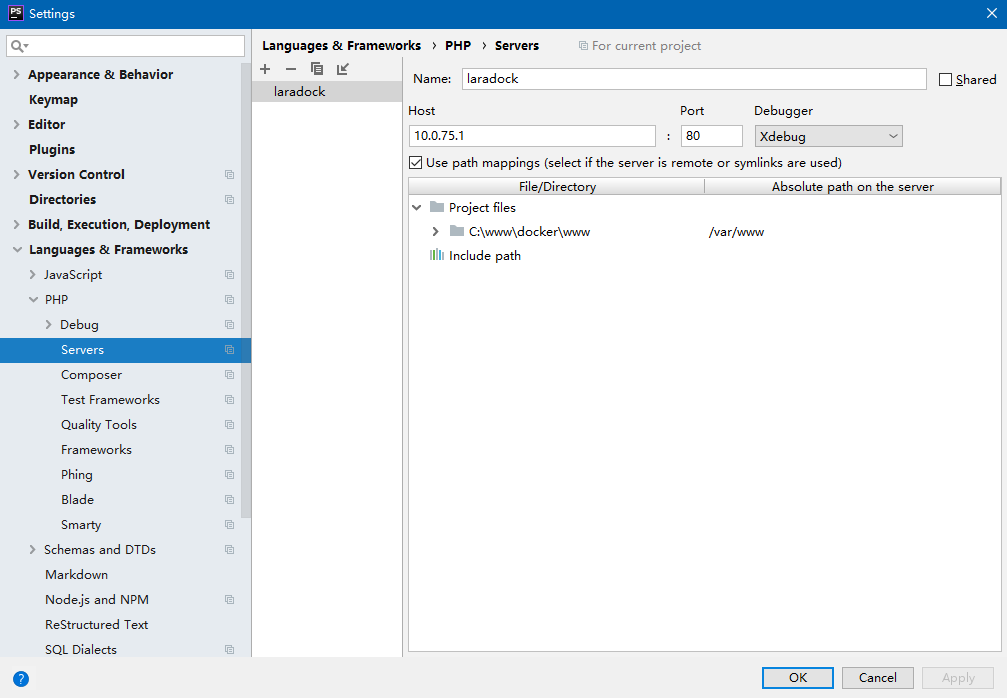 PS Settings
Languages & Frameworks › PHP › Servers For current project
Appearance & Behavior
Keymap
Editor
Plugins
Version Control
Directories
Build, Execution, Deployment
Languages & Frameworks
JavaScript
PHP
Debug
Servers
Composer
Test Frameworks
Quality Tools
Frameworks
Phing
Blade
Smarty
Schemas and DTDs
Markdown
Node.js and NPM
ReStructured Text
SQL Dialects
laradock
Name: laradock Shared
Host Port Debugger
10.0.75.1 : 80 Xdebug
Use path mappings (select if the server is remote or symlinks are used)
File/Directory Absolute path on the server
Project files
C:\www\docker\www /var/www
Include path
? OK Cancel Apply